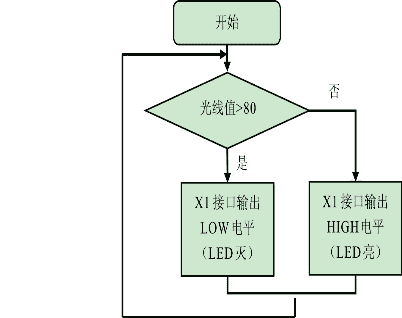 开始
光线值>80
否
是
X1接口输出
LOW电平
（LED灭）
X1接口输出
HIGH电平
（LED亮）